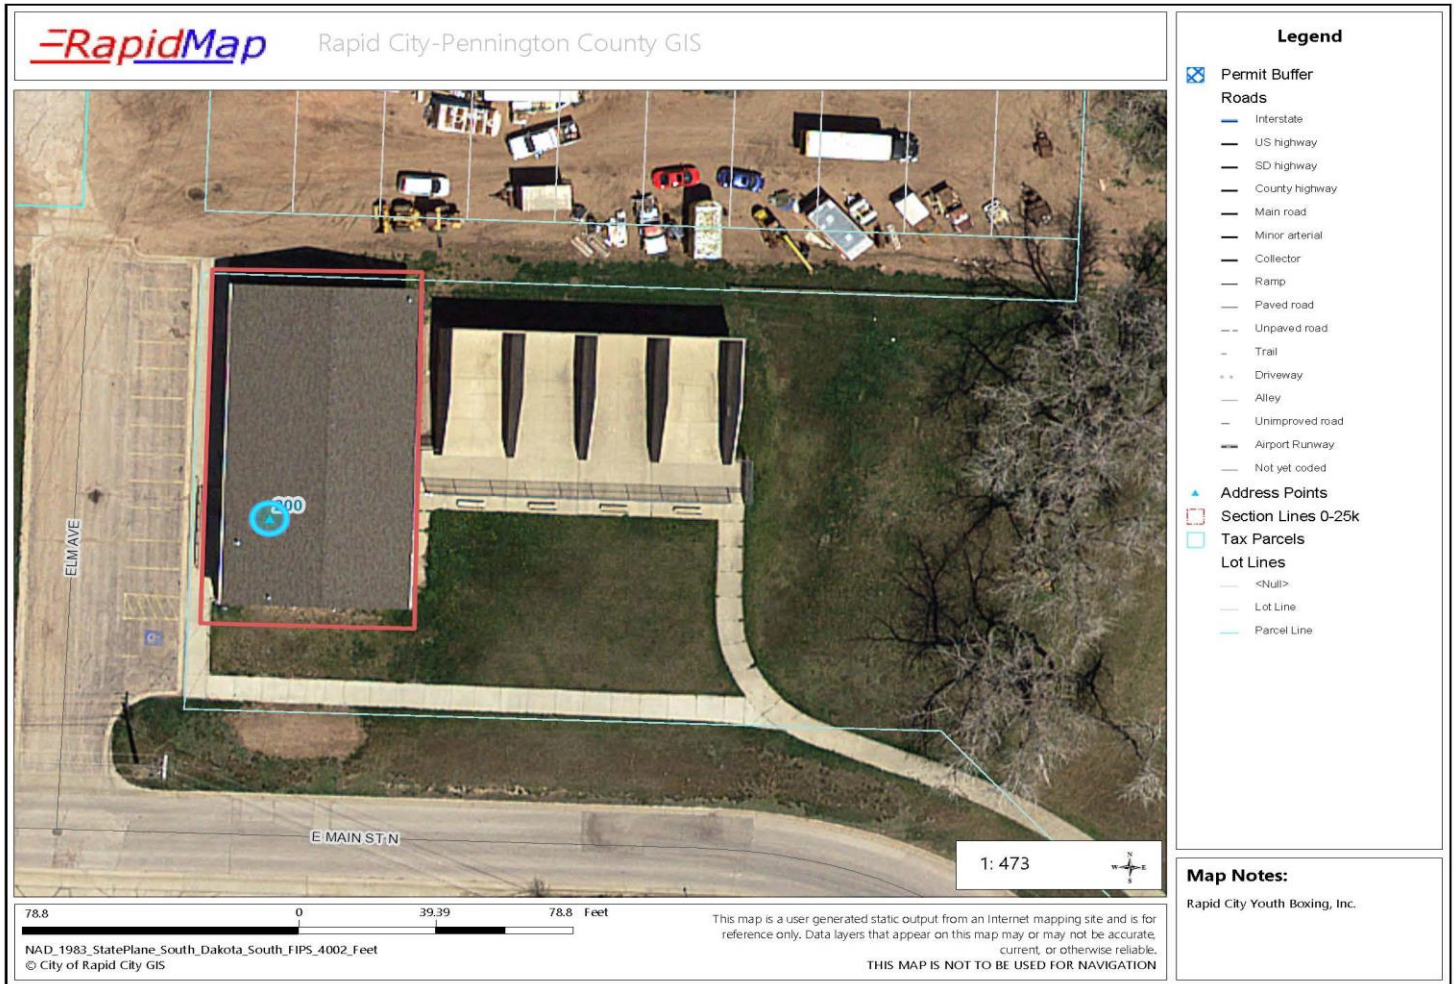 RapidMap
Rapid City-Pennington County GIS
Legend
Permit Buffer
Roads
Interstate
US highway
SD highway
County highway
Main road
Minor arterial
Collector
Ramp
Paved road
Unpaved road
Trail
Driveway
Alley
Unimproved road
Airport Runway
Not yet coded
Address Points
Section Lines 0-25k
Tax Parcels
Lot Lines
<Null>
Lot Line
Parcel Line
200
ELM AVE
E MAIN ST N
1: 473
N
W E
S
Map Notes:
Rapid City Youth Boxing, Inc.
78.8 0 39.39 78.8 Feet
NAD_1983_StatePlane_South_Dakota_South_FIPS_4002_Feet
© City of Rapid City GIS
This map is a user generated static output from an Internet mapping site and is for
reference only. Data layers that appear on this map may or may not be accurate,
current, or otherwise reliable.
THIS MAP IS NOT TO BE USED FOR NAVIGATION